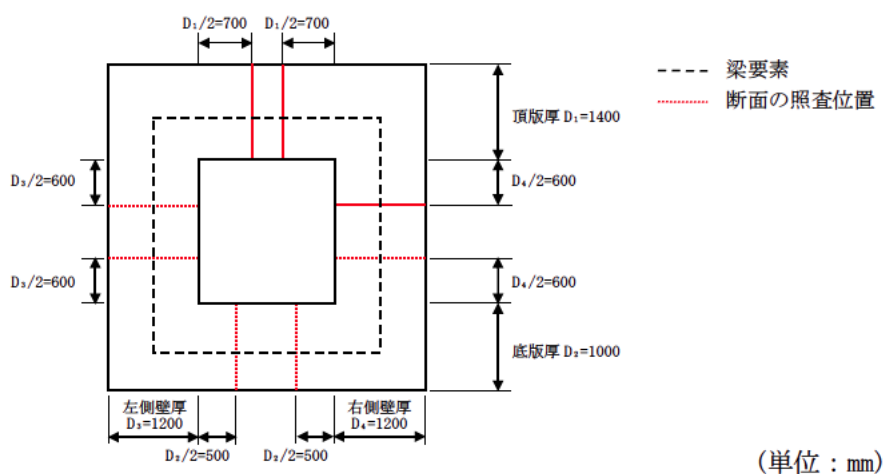 D₁/2=700 D₁/2=700
梁要素
断面の照査位置
頂版厚 D₁=1400
D₃/2=600
D₄/2=600
D₃/2=600
D₄/2=600
底版厚 D₂=1000
左側壁厚
D₃=1200
右側壁厚
D₄=1200
D₂/2=500 D₂/2=500
(単位：mm)